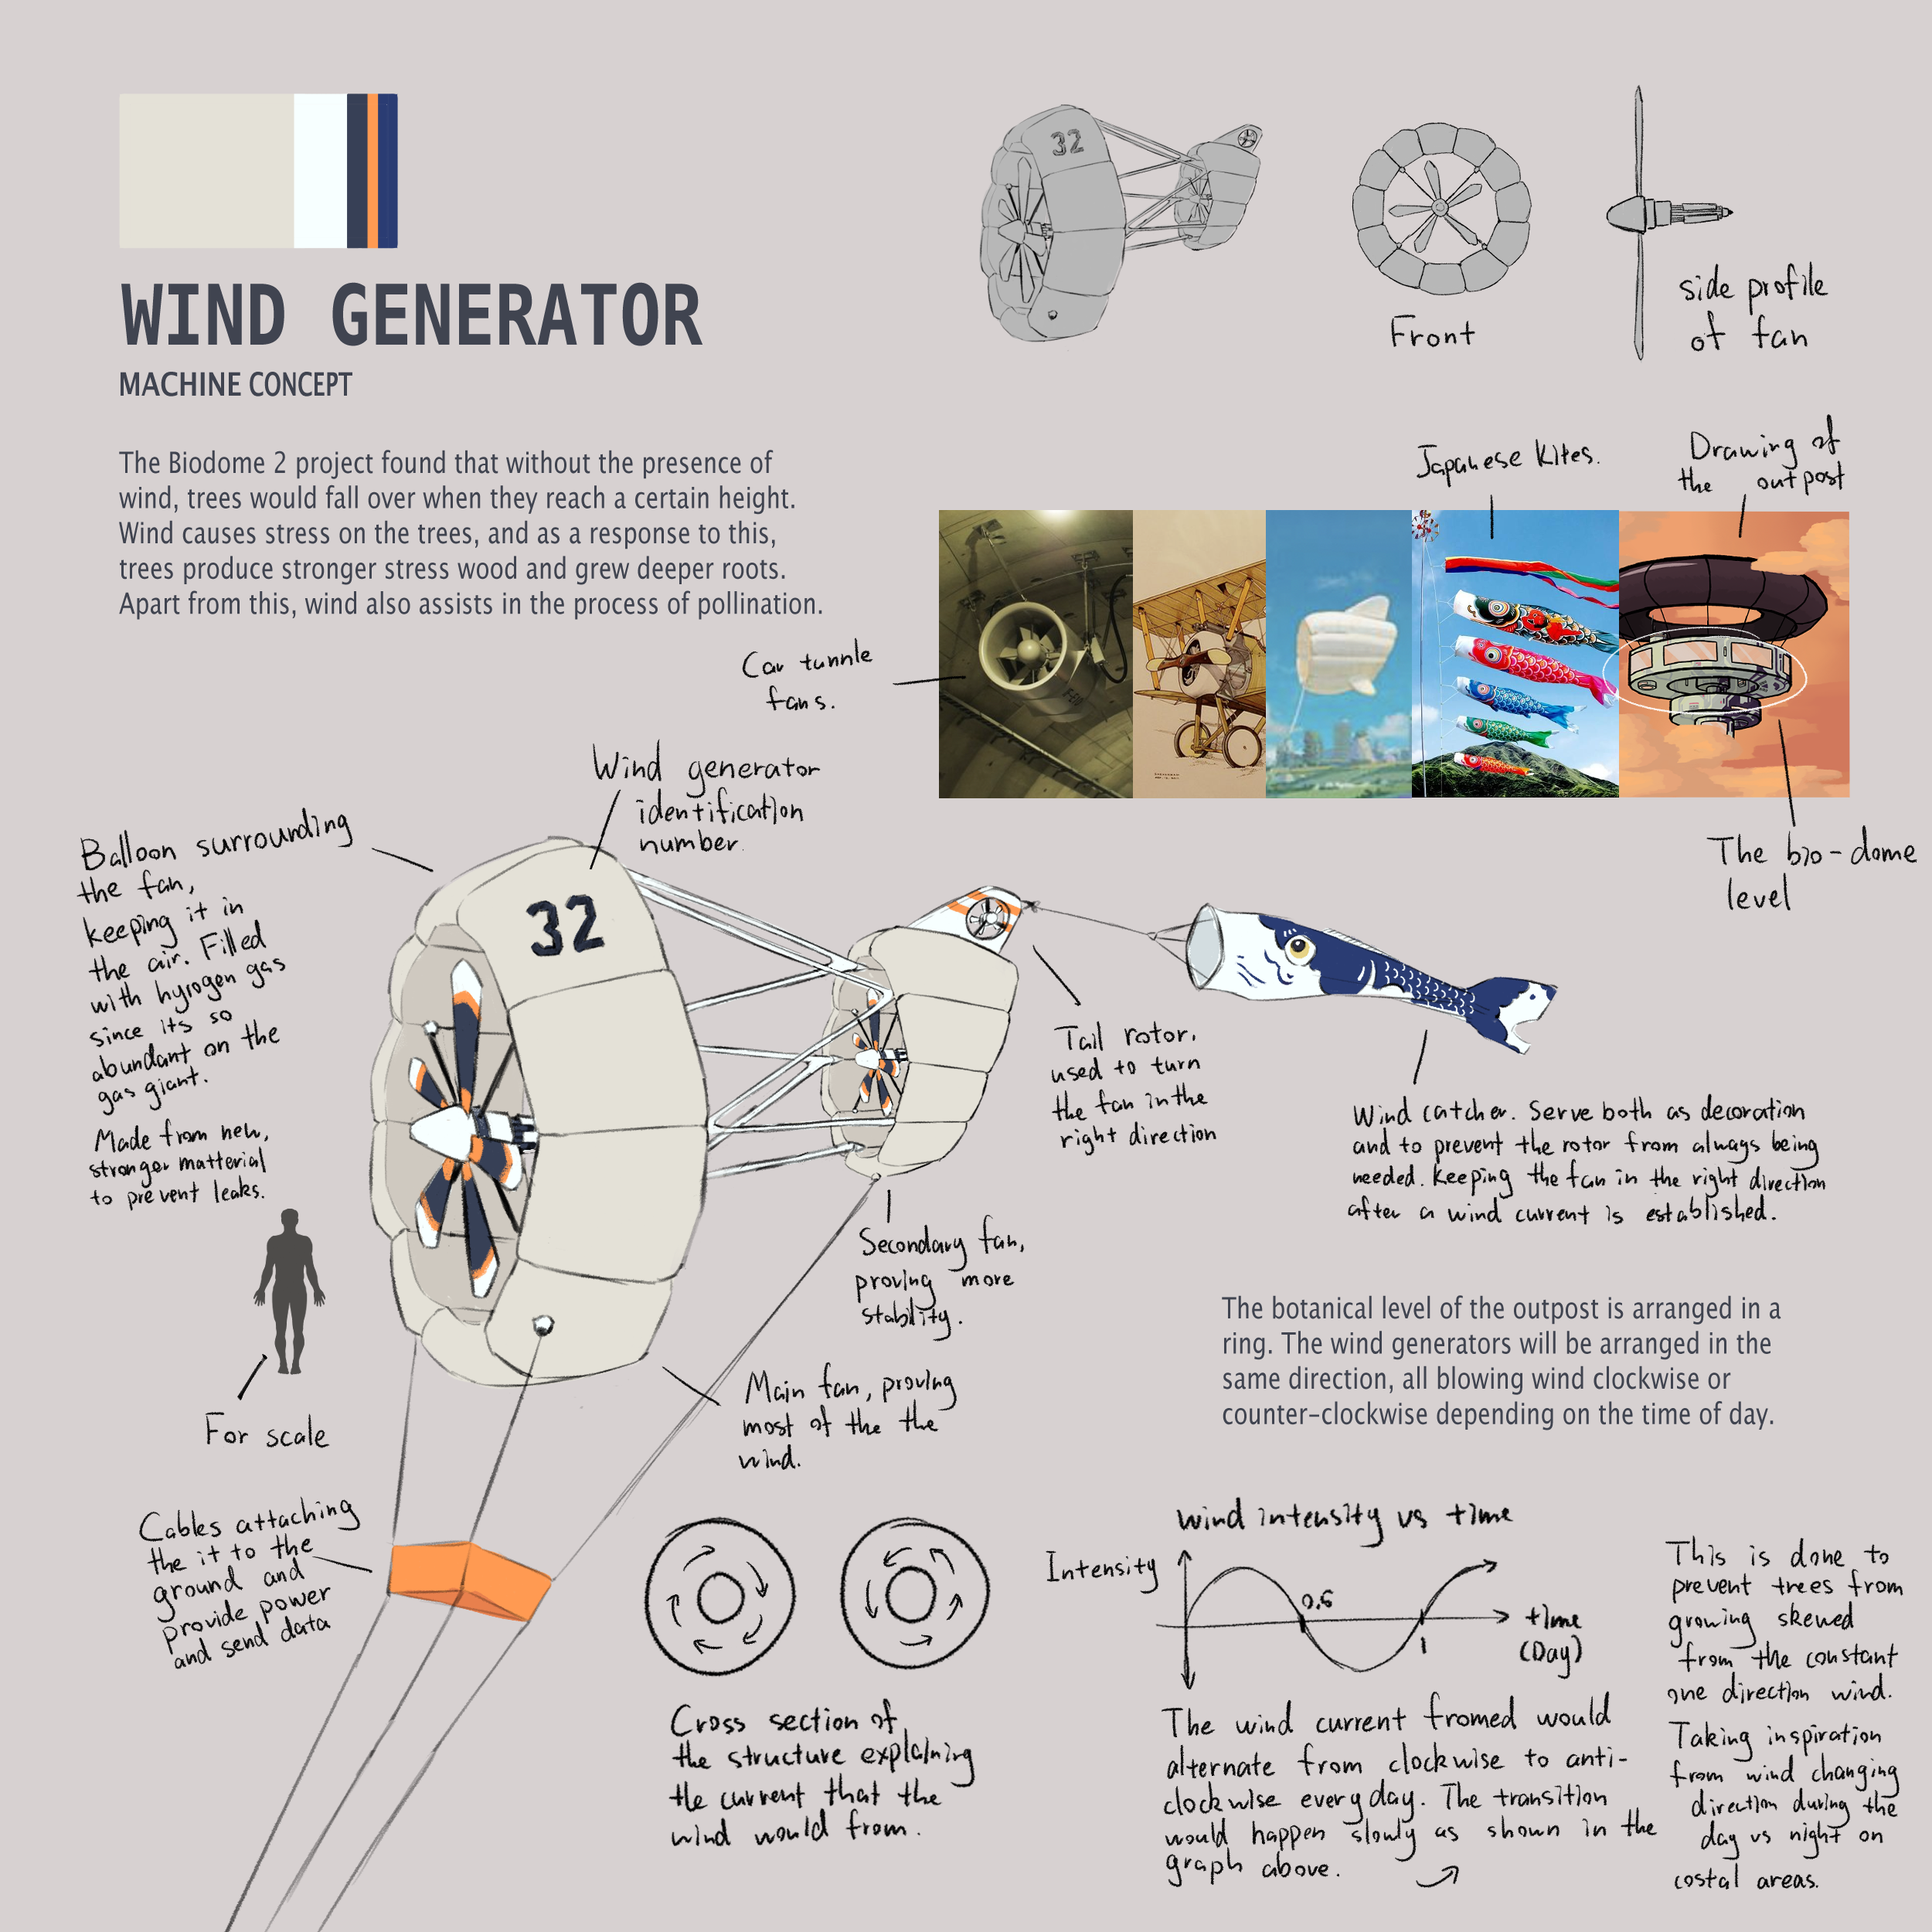 32
Front
side profile
of fan
WIND GENERATOR
MACHINE CONCEPT
The Biodome 2 project found that without the presence of
wind, trees would fall over when they reach a certain height.
Wind causes stress on the trees, and as a response to this,
trees produce stronger stress wood and grew deeper roots.
Apart from this, wind also assists in the process of pollination.
Japanese Kites.
Drawing of
the outpost
Car tunnle
fans.
The bio-dome
level
Wind generator
identification
number.
Balloon surrounding
the fan,
keeping it in
the air. Filled
with hyrogen gas
since its so
abundant on the
gas giant.
Made from new,
stronger matterial
to prevent leaks.
32
Tail rotor,
used to turn
the fan in the
right direction
Wind catcher. Serve both as decoration
and to prevent the rotor from always being
needed. Keeping the fan in the right direction
after a wind current is established.
Secondary fan,
proving more
stability.
Main fan, proving
most of the the
wind.
For scale
The botanical level of the outpost is arranged in a
ring. The wind generators will be arranged in the
same direction, all blowing wind clockwise or
counter-clockwise depending on the time of day.
Cables attaching
the it to the
ground and
provide power
and send data
Cross section of
the structure explaining
the current that the
wind would from.
wind intensity vs time
Intensity
0.5
1
time
(Day)
The wind current fromed would
alternate from clockwise to anti-
clockwise every day. The transition
would happen slowly as shown in the
graph above.
This is done to
prevent trees from
growing skewed
from the constant
one direction wind.
Taking inspiration
from wind changing
direction during the
day vs night on
costal areas.